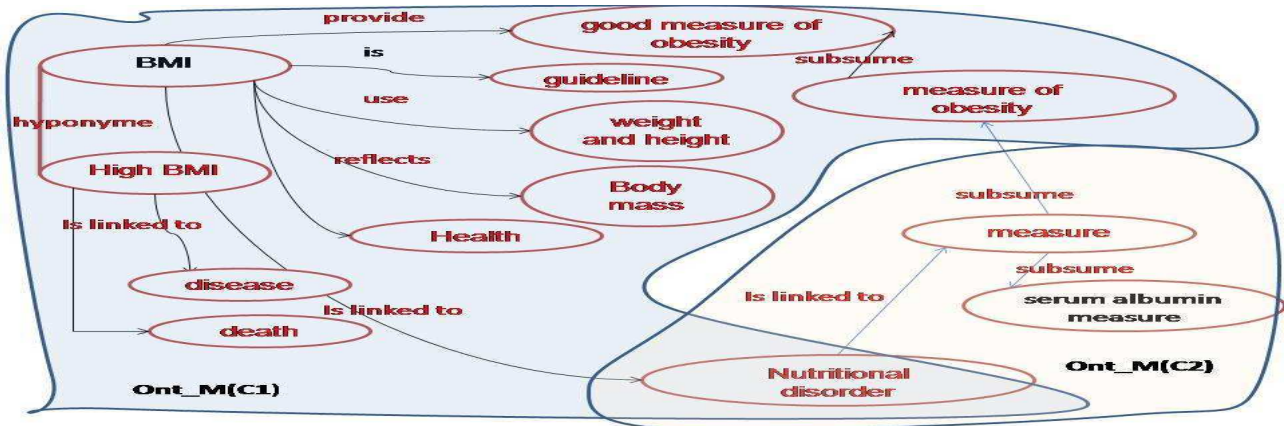 provide
good measure of
obesity
is
BMI
subsume
guideline
use
measure of
obesity
hyponyme
weight
and height
reflects
High BMI
Body
mass
subsume
Is linked to
Health
measure
subsume
disease
Is linked to
serum albumin
measure
Is linked to
death
Ont_M(C2)
Nutritional
disorder
Ont_M(C1)